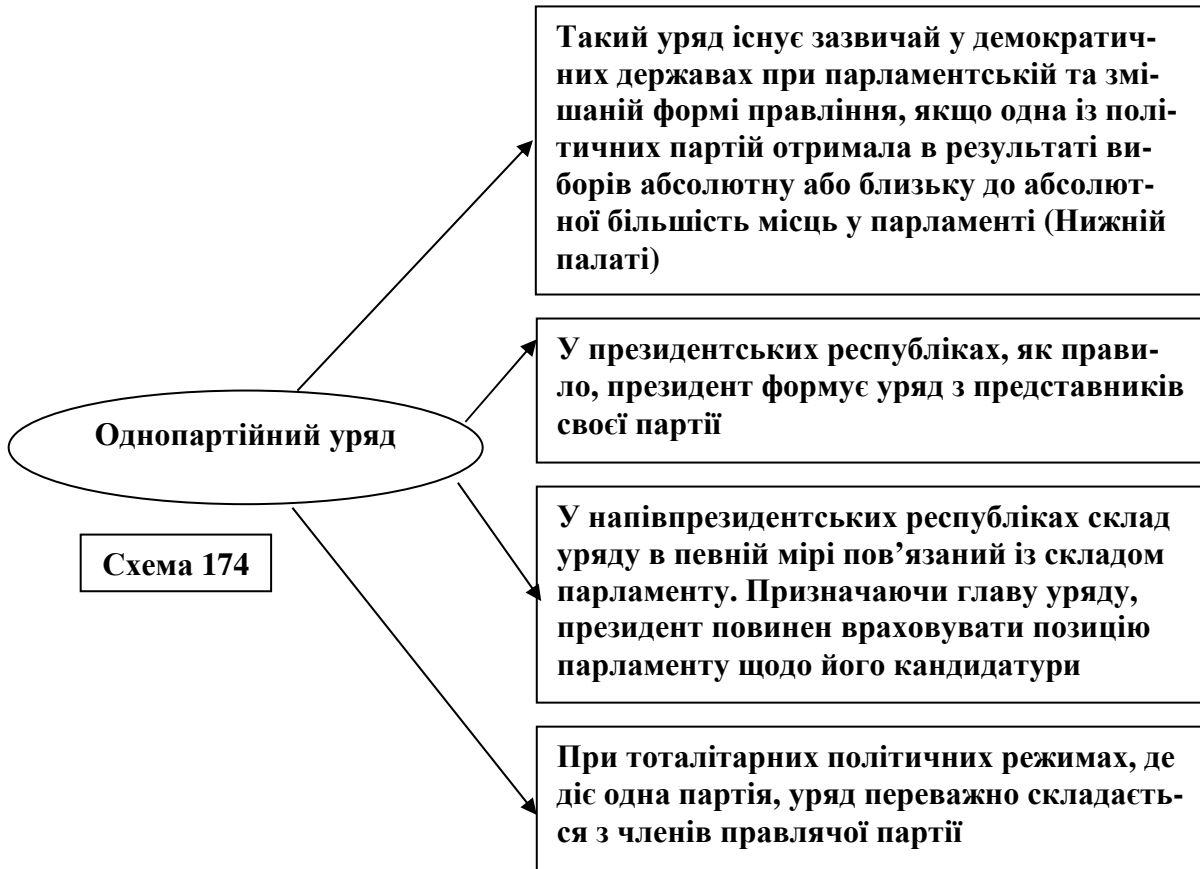 Такий уряд існує зазвичай у демократич-
них державах при парламентській та змі-
шаній формі правління, якщо одна із полі-
тичних партій отримала в результаті ви-
борів абсолютну або близьку до абсолют-
ної більшість місць у парламенті (Нижній
палаті)
У президентських республіках, як прави-
ло, президент формує уряд з представників
своєї партії
Однопартійний уряд
У напівпрезидентських республіках склад
уряду в певній мірі пов’язаний із складом
парламенту. Призначаючи главу уряду,
президент повинен враховувати позицію
парламенту щодо його кандидатури
Схема 174
При тоталітарних політичних режимах, де
діє одна партія, уряд переважно складаєть-
ся з членів правлячої партії